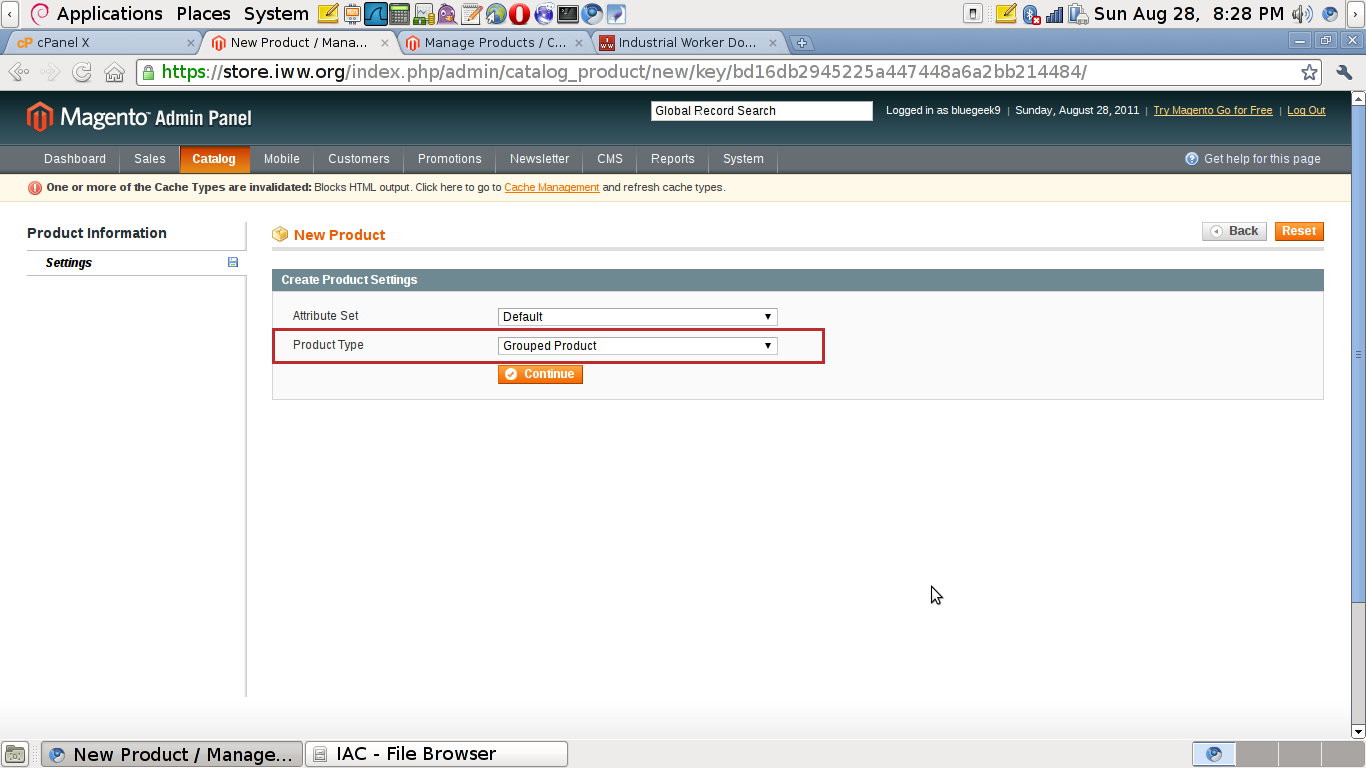 Applications Places System Sun Aug 28, 8:28 PM
cP cPanel X New Product / Mana... Manage Products / C... Industrial Worker Do...
https://store.iww.org/index.php/admin/catalog_product/new/key/bd16db2945225a447448a6a2bb214484/
Magento Admin Panel Global Record Search Logged in as bluegeek9 | Sunday, August 28, 2011 | Try Magento Go for Free | Log Out
Dashboard Sales Catalog Mobile Customers Promotions Newsletter CMS Reports System Get help for this page
One or more of the Cache Types are invalidated: Blocks HTML output. Click here to go to Cache Management and refresh cache types.
Product Information
Settings
New Product Back Reset
Create Product Settings
Attribute Set Default
Product Type Grouped Product
Continue
New Product / Manage... IAC - File Browser